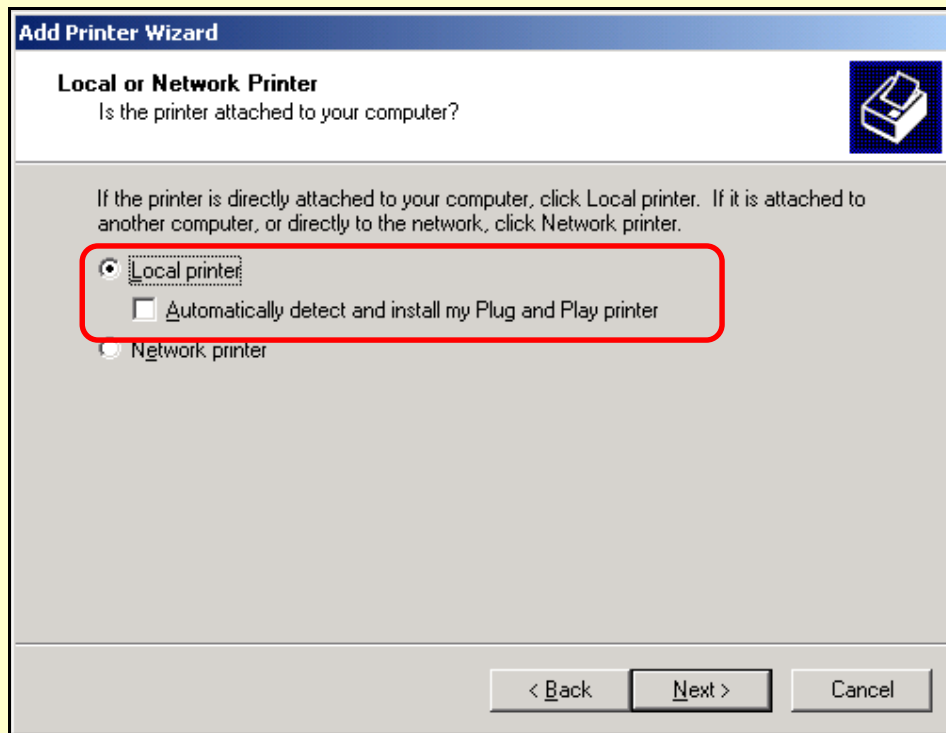 Add Printer Wizard
Local or Network Printer
Is the printer attached to your computer?
If the printer is directly attached to your computer, click Local printer. If it is attached to
another computer, or directly to the network, click Network printer.
Local printer
Automatically detect and install my Plug and Play printer
Network printer
< Back
Next >
Cancel